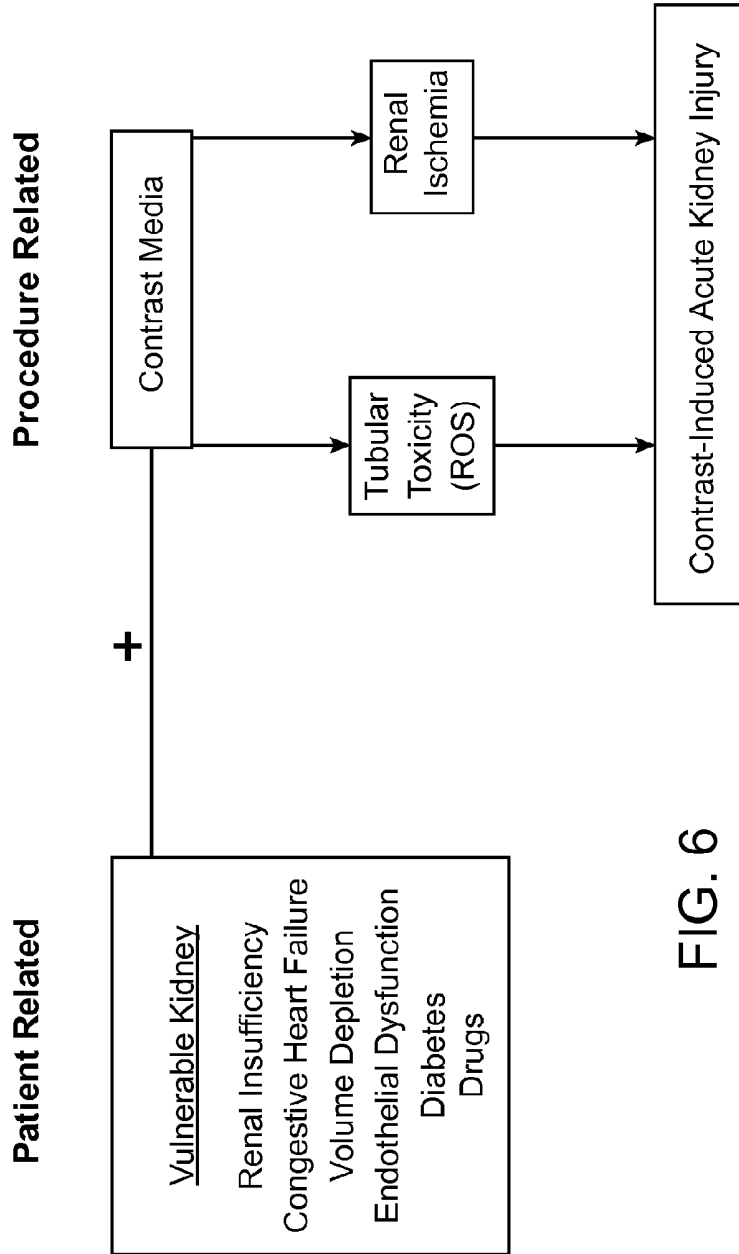 Patient Related
Procedure Related
Vulnerable Kidney
Renal Insufficiency
Congestive Heart Failure
Volume Depletion
Endothelial Dysfunction
Diabetes
Drugs
+
Contrast Media
Tubular
Toxicity
(ROS)
Renal
Ischemia
Contrast-Induced Acute Kidney Injury
FIG. 6